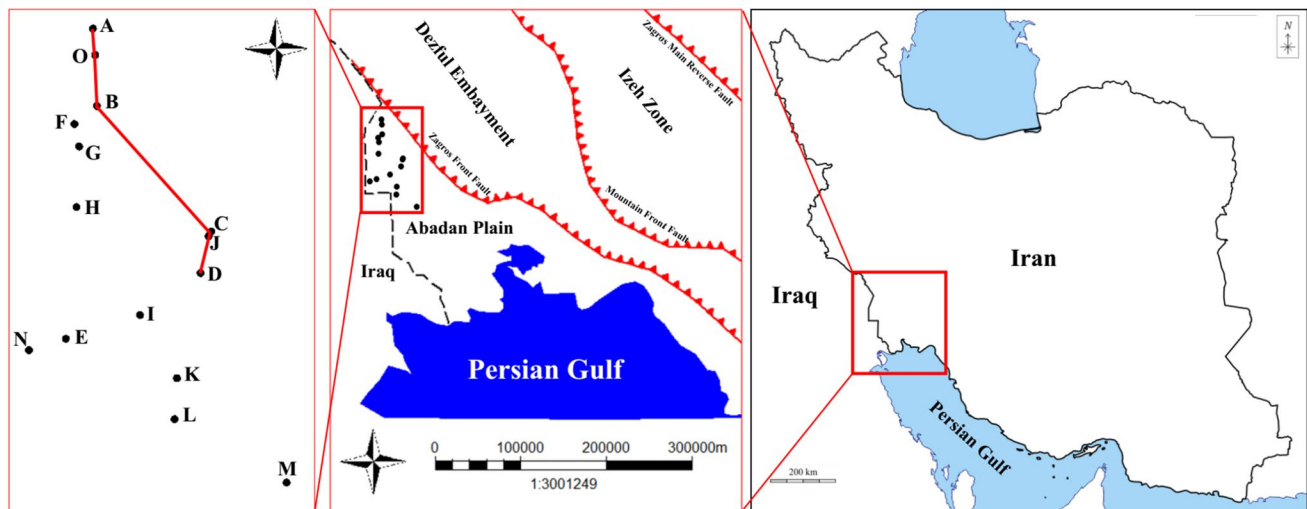 A
O
B
F
G
H
C
J
D
I
N
E
K
L
M
Dezful Embayment
Izeh Zone
Zagros Main Reverse Fault
Zagros Front Fault
Mountain Front Fault
Abadan Plain
Iraq
Persian Gulf
0 100000 200000 300000m
1:3001249
N
Iran
Iraq
Persian Gulf
200 km